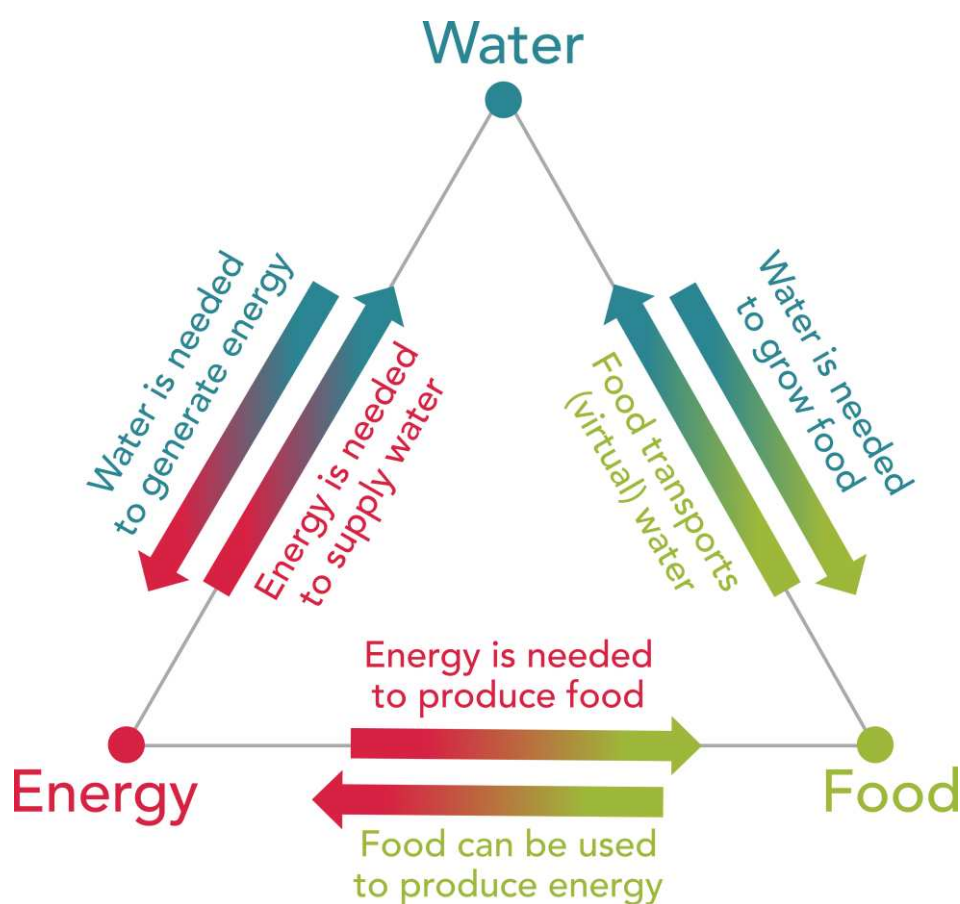 Water
Water is needed
to generate energy
Energy is needed
to supply water
Food transports
(virtual) water
Water is needed
to grow food
Energy is needed
to produce food
Energy
Food
Food can be used
to produce energy